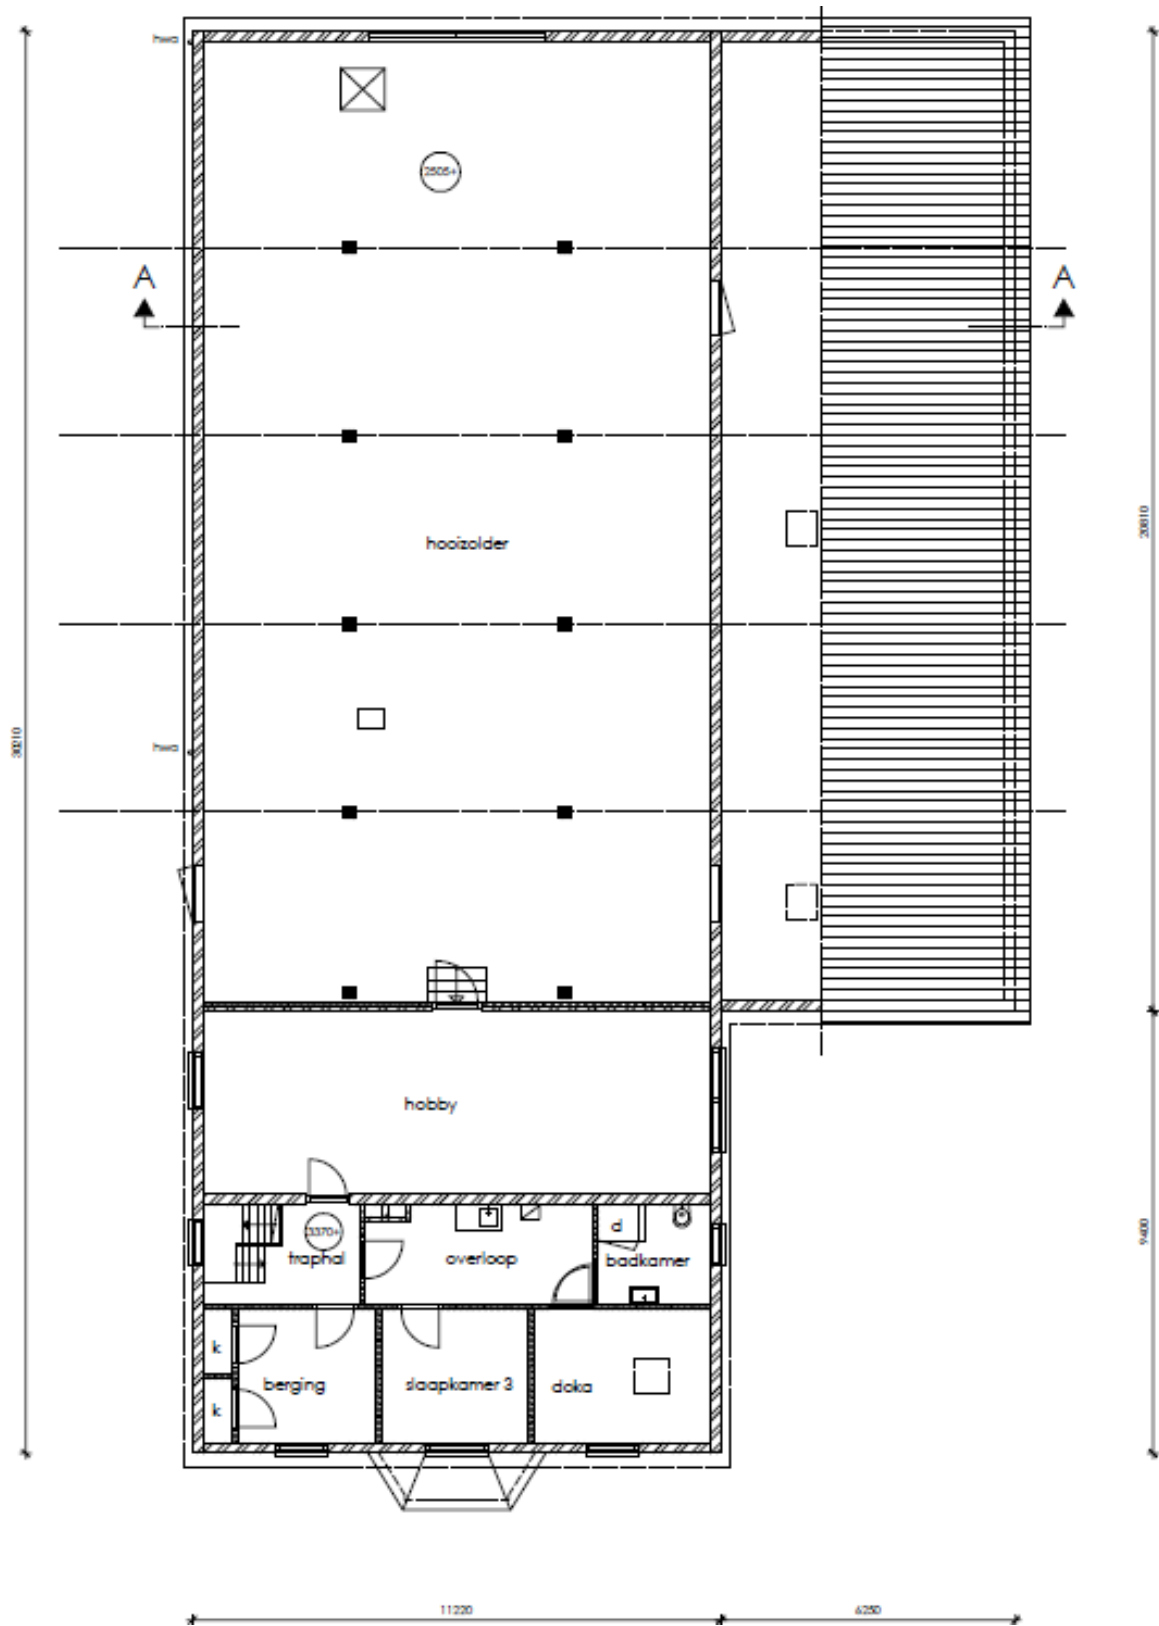 hwa
2505+
A
A
20810
hooizolder
30210
hwa
hobby
3370+
d
traphal
overloop
badkamer
9400
k
berging
slaapkamer 3
doka
k
11220
6250